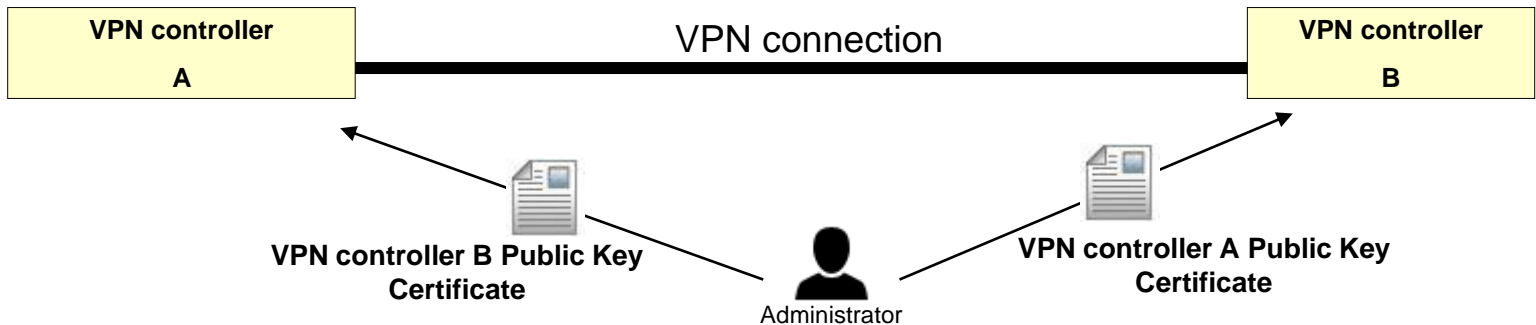 VPN controller
A
VPN connection
VPN controller
B
VPN controller B Public Key
Certificate
VPN controller A Public Key
Certificate
Administrator